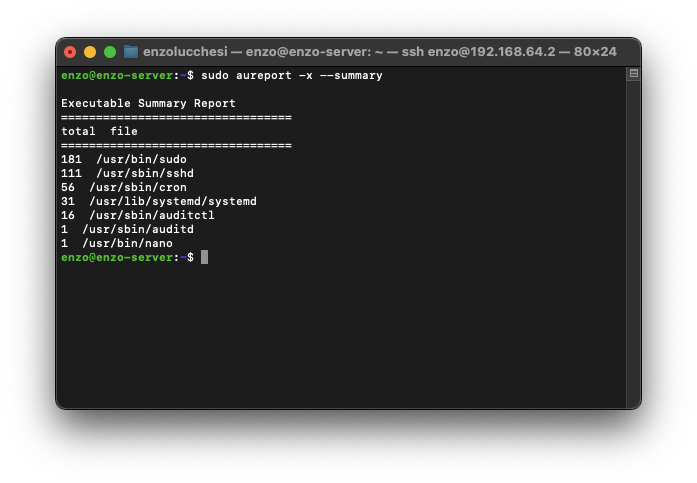 enzolucchesi — enzo@enzo-server: ~ — ssh enzo@192.168.64.2 — 80×24
enzo@enzo-server:~$ sudo aureport -x --summary
Executable Summary Report
=================================
total  file
=================================
181  /usr/bin/sudo
111  /usr/sbin/sshd
56  /usr/sbin/cron
31  /usr/lib/systemd/systemd
16  /usr/sbin/auditctl
1  /usr/sbin/auditd
1  /usr/bin/nano
enzo@enzo-server:~$